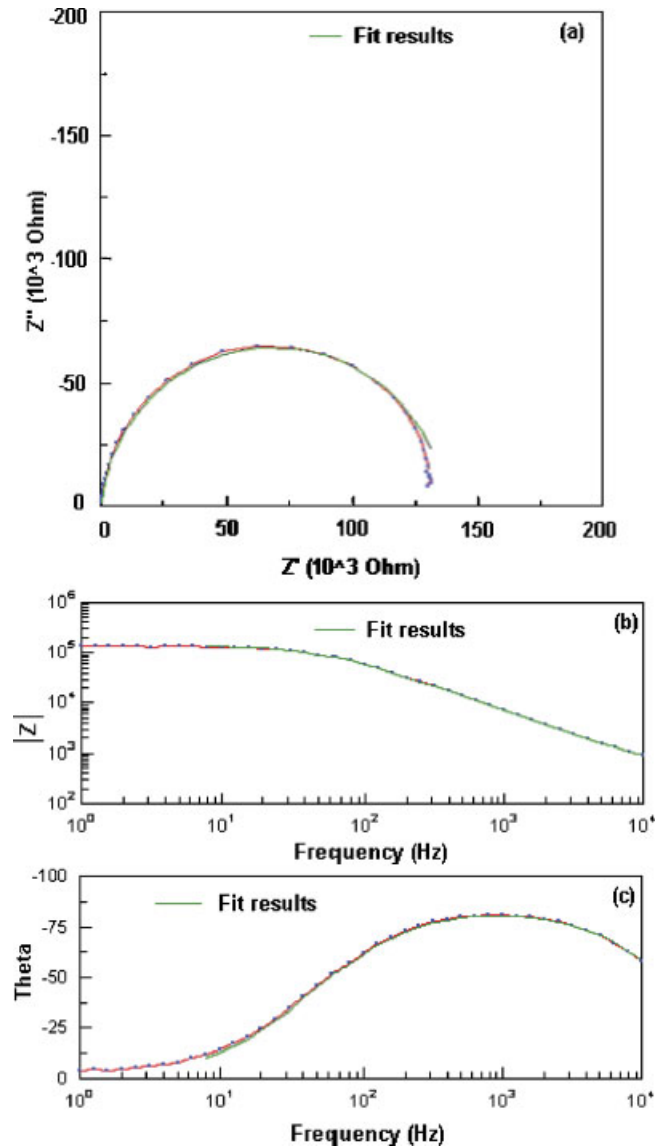 -200
Fit results
(a)
-150
-100
-50
0
Z'' (10^3 Ohm)
0
50
100
150
200
Z' (10^3 Ohm)
10⁶
Fit results
(b)
10⁵
10⁴
10³
10²
|Z|
10⁰
10¹
10²
10³
10⁴
Frequency (Hz)
-100
Fit results
(c)
-75
-50
-25
0
Theta
10⁰
10¹
10²
10³
10⁴
Frequency (Hz)